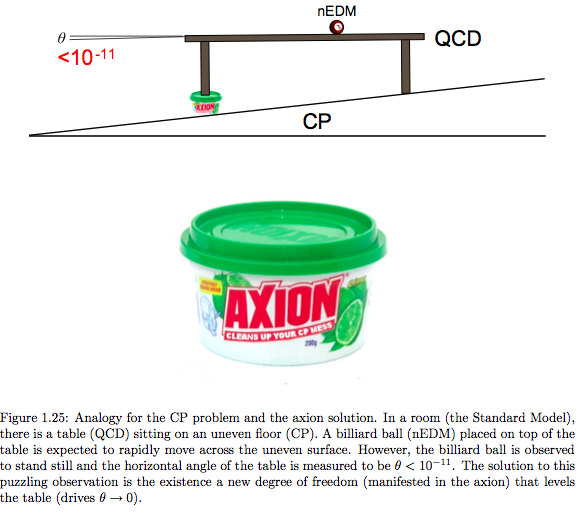 nEDM
θ
QCD
<10-11
AXION
CP
AXION
CLEANS UP YOUR CP MESS
200g
Figure 1.25: Analogy for the CP problem and the axion solution. In a room (the Standard Model),
there is a table (QCD) sitting on an uneven floor (CP). A billiard ball (nEDM) placed on top of the
table is expected to rapidly move across the uneven surface. However, the billiard ball is observed
to stand still and the horizontal angle of the table is measured to be θ < 10⁻¹¹. The solution to this
puzzling observation is the existence a new degree of freedom (manifested in the axion) that levels
the table (drives θ → 0).